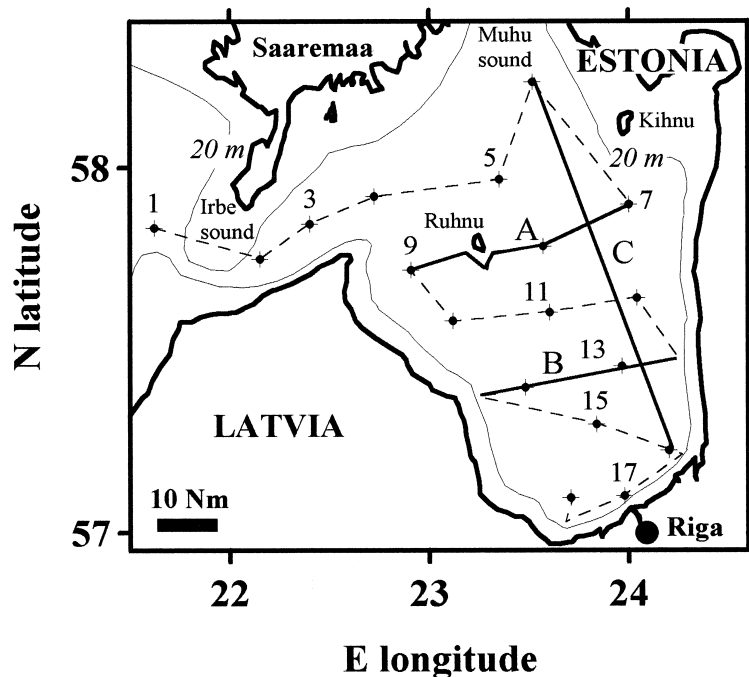 Muhu
sound
Saaremaa
ESTONIA
Kihnu
20 m
20 m
58
5
1
3
7
Irbe
sound
Ruhnu
A
9
C
11
13
B
15
LATVIA
17
10 Nm
Riga
57
22
23
24
N latitude
E longitude